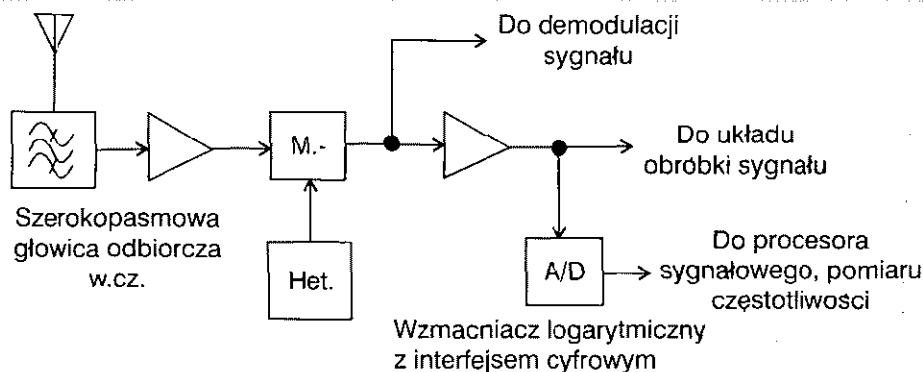 Do demodulacji
sygnału
M.-
Do układu
obróbki sygnału
Szerokopasmowa
głowica odbiorcza
w.cz.
Het.
A/D
Do procesora
sygnałowego, pomiaru
częstotliwości
Wzmacniacz logarytmiczny
z interfejsem cyfrowym